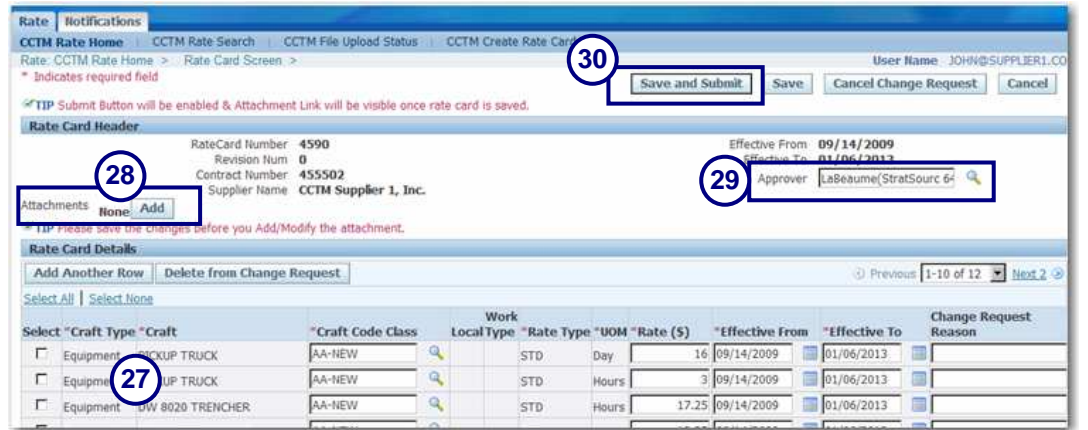 Rate Notifications
CCTM Rate Home | CCTM Rate Search | CCTM File Upload Status | CCTM Create Rate Card
Rate: CCTM Rate Home > Rate Card Screen >
User Name JOHN@SUPPLIER1.CO
* Indicates required field
30
Save and Submit Save Cancel Change Request Cancel
TIP Submit Button will be enabled & Attachment Link will be visible once rate card is saved.
Rate Card Header
RateCard Number 4590
Revision Num 0
Contract Number 455502
Supplier Name CCTM Supplier 1, Inc.
Effective From 09/14/2009
Effective To 01/06/2013
29
Approver LaBeaume(StratSourc 64
28
Attachments None Add
TIP Please save the changes before you Add/Modify the attachment.
Rate Card Details
Add Another Row Delete from Change Request
Previous 1-10 of 12 Next 2
Select All | Select None
Select *Craft Type *Craft *Craft Code Class Work Local Type *Rate Type *UOM *Rate ($) *Effective From *Effective To Change Request Reason
Equipment PICKUP TRUCK AA-NEW STD Day 16 09/14/2009 01/06/2013
27 AA-NEW STD Hours 3 09/14/2009 01/06/2013
Equipment DW 8020 TRENCHER AA-NEW STD Hours 17.25 09/14/2009 01/06/2013